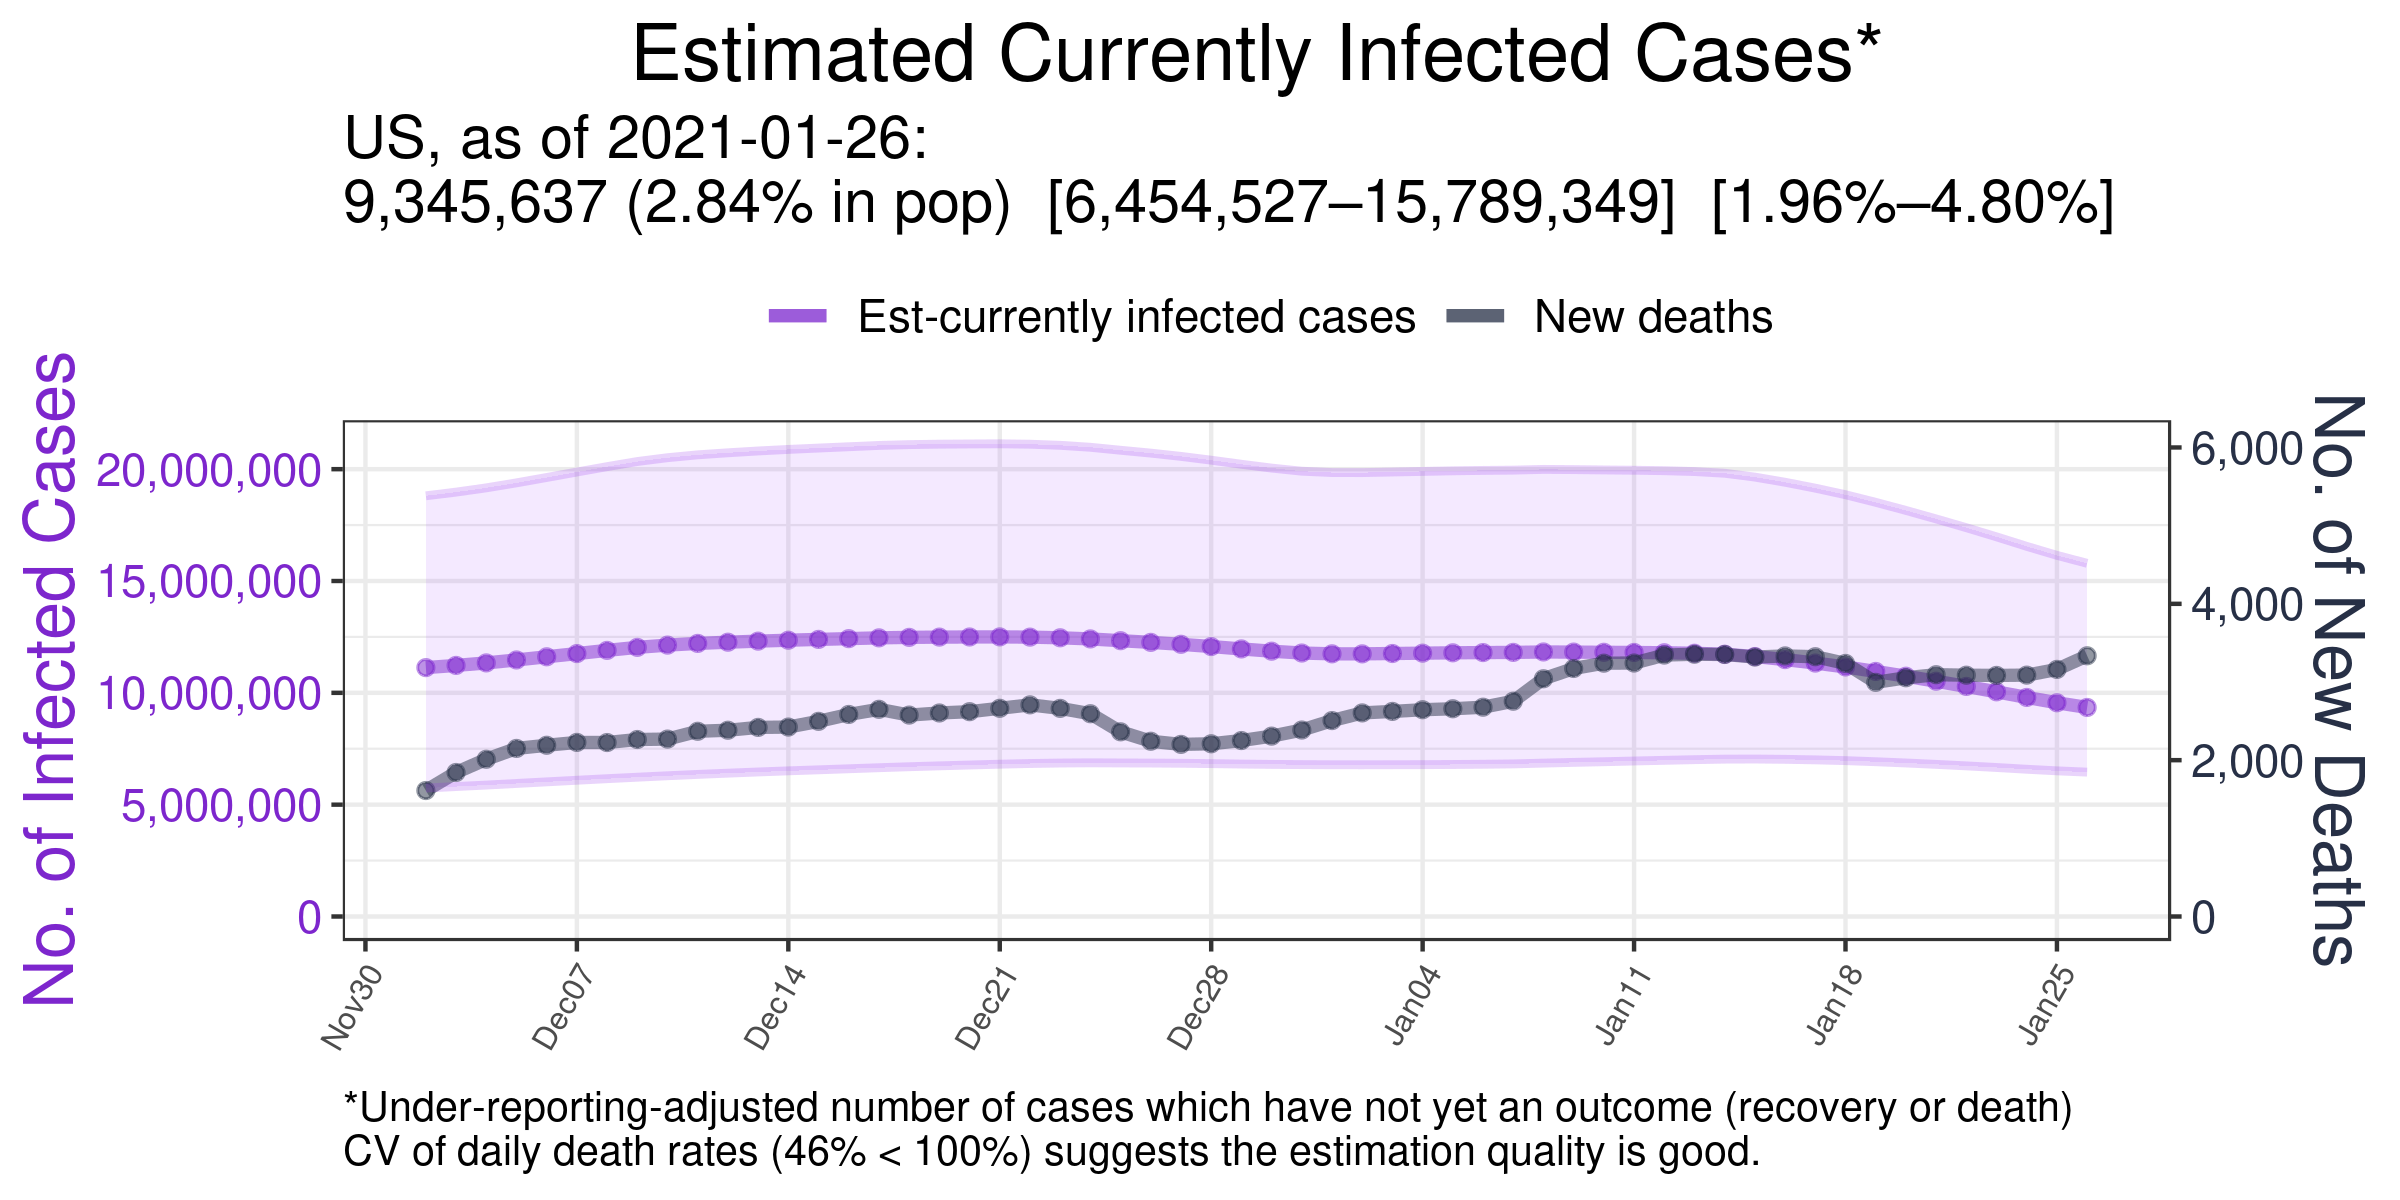 Estimated Currently Infected Cases*
US, as of 2021-01-26:
9,345,637 (2.84% in pop)  [6,454,527–15,789,349]  [1.96%–4.80%]
Est-currently infected cases
New deaths
No. of Infected Cases
20,000,000
15,000,000
10,000,000
5,000,000
0
6,000
4,000
2,000
0
No. of New Deaths
Nov30
Dec07
Dec14
Dec21
Dec28
Jan04
Jan11
Jan18
Jan25
*Under-reporting-adjusted number of cases which have not yet an outcome (recovery or death)
CV of daily death rates (46% < 100%) suggests the estimation quality is good.